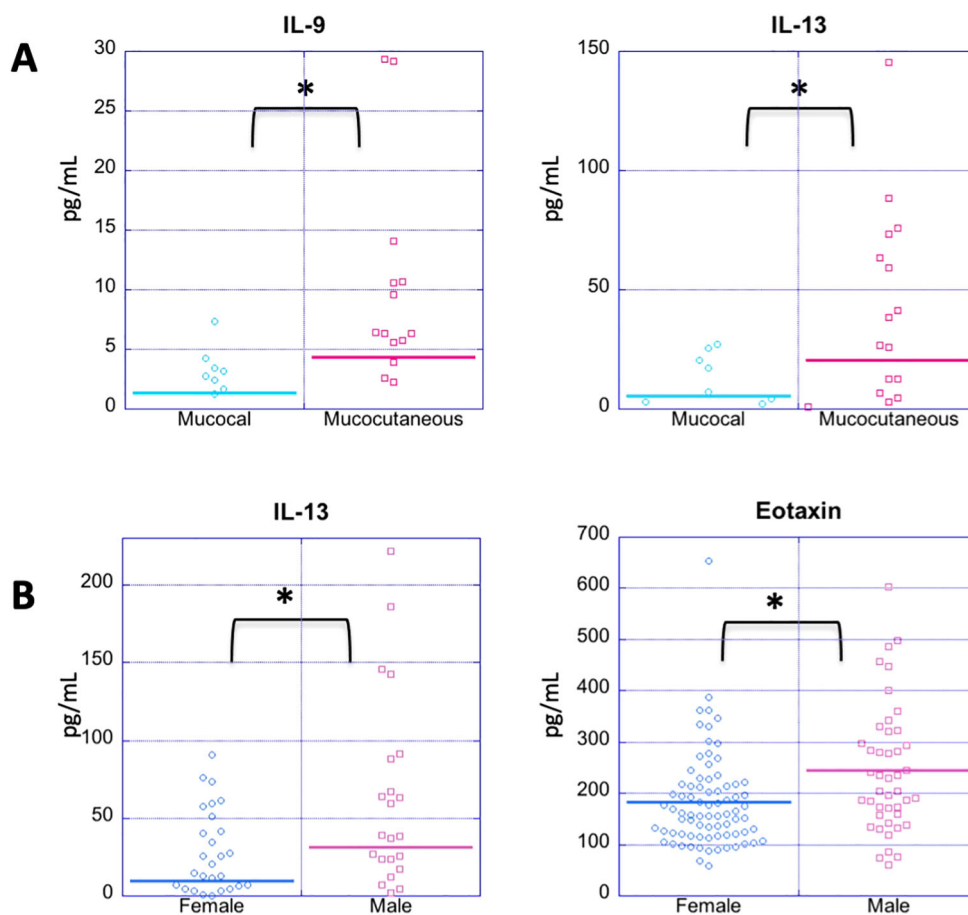 A
IL-9
30
25
20
15
10
5
0
pg/mL
*
Mucocal
Mucocutaneous
IL-13
150
100
50
0
pg/mL
*
Mucocal
Mucocutaneous
B
IL-13
200
150
100
50
0
pg/mL
*
Female
Male
Eotaxin
700
600
500
400
300
200
100
0
pg/mL
*
Female
Male